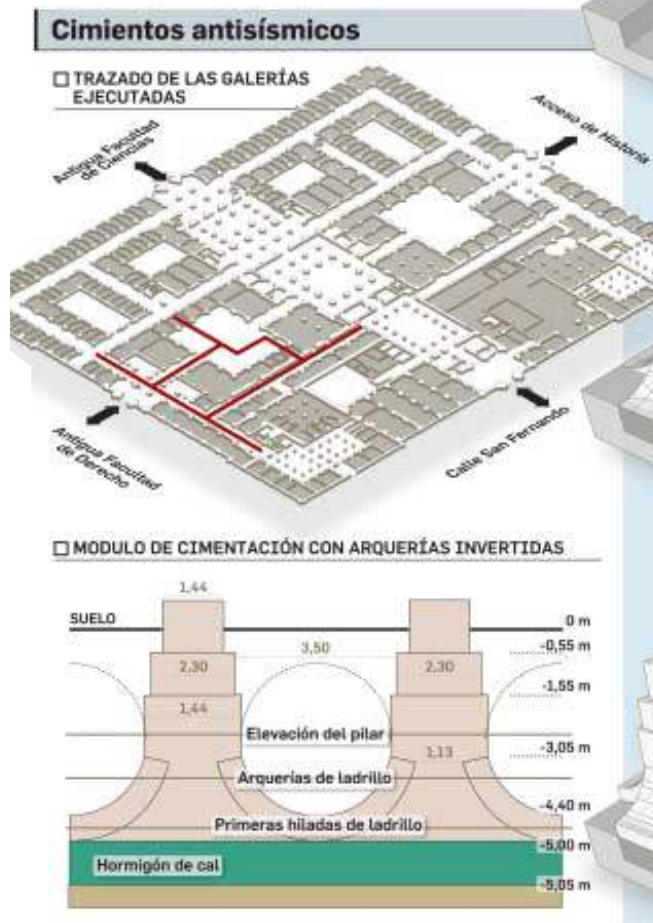 Cimientos antisísmicos
TRAZADO DE LAS GALERÍAS
EJECUTADAS
Antigua Facultad
de Ciencias
Acceso de Historia
Antigua Facultad
de Derecho
Calle San Fernando
MODULO DE CIMENTACIÓN CON ARQUERÍAS INVERTIDAS
1,44
SUELO
0 m
3,50
-0,55 m
2,30
2,30
-1,55 m
1,44
Elevación del pilar
1,13
-3,05 m
Arquerías de ladrillo
-4,40 m
Primeras hiladas de ladrillo
-5,00 m
Hormigón de cal
-5,05 m